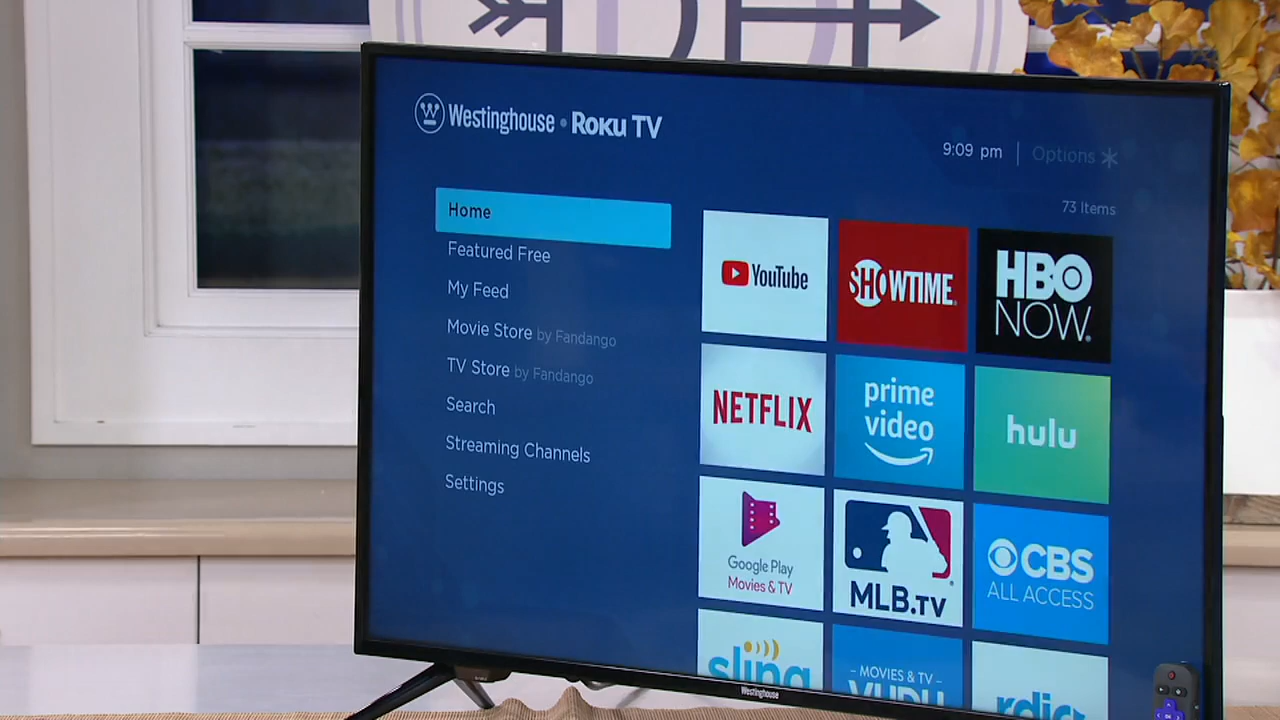 Westinghouse • Roku TV
9:09 pm | Options
73 Items
Home
Featured Free
My Feed
Movie Store by Fandango
TV Store by Fandango
Search
Streaming Channels
Settings
YouTube
SHOWTIME
HBO
NOW
NETFLIX
prime
video
hulu
Google Play
Movies & TV
MLB.TV
CBS
ALL ACCESS
sling
– MOVIES & TV –
VUDU
rdio
Westinghouse